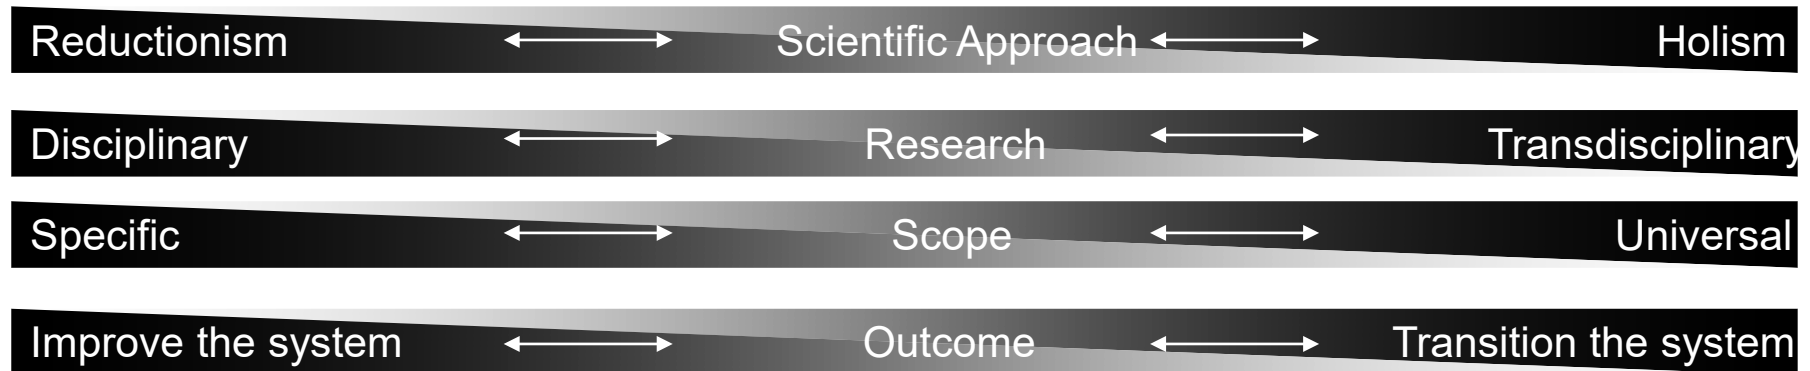 Reductionism Scientific Approach Holism
Disciplinary Research Transdisciplinary
Specific Scope Universal
Improve the system Outcome Transition the system